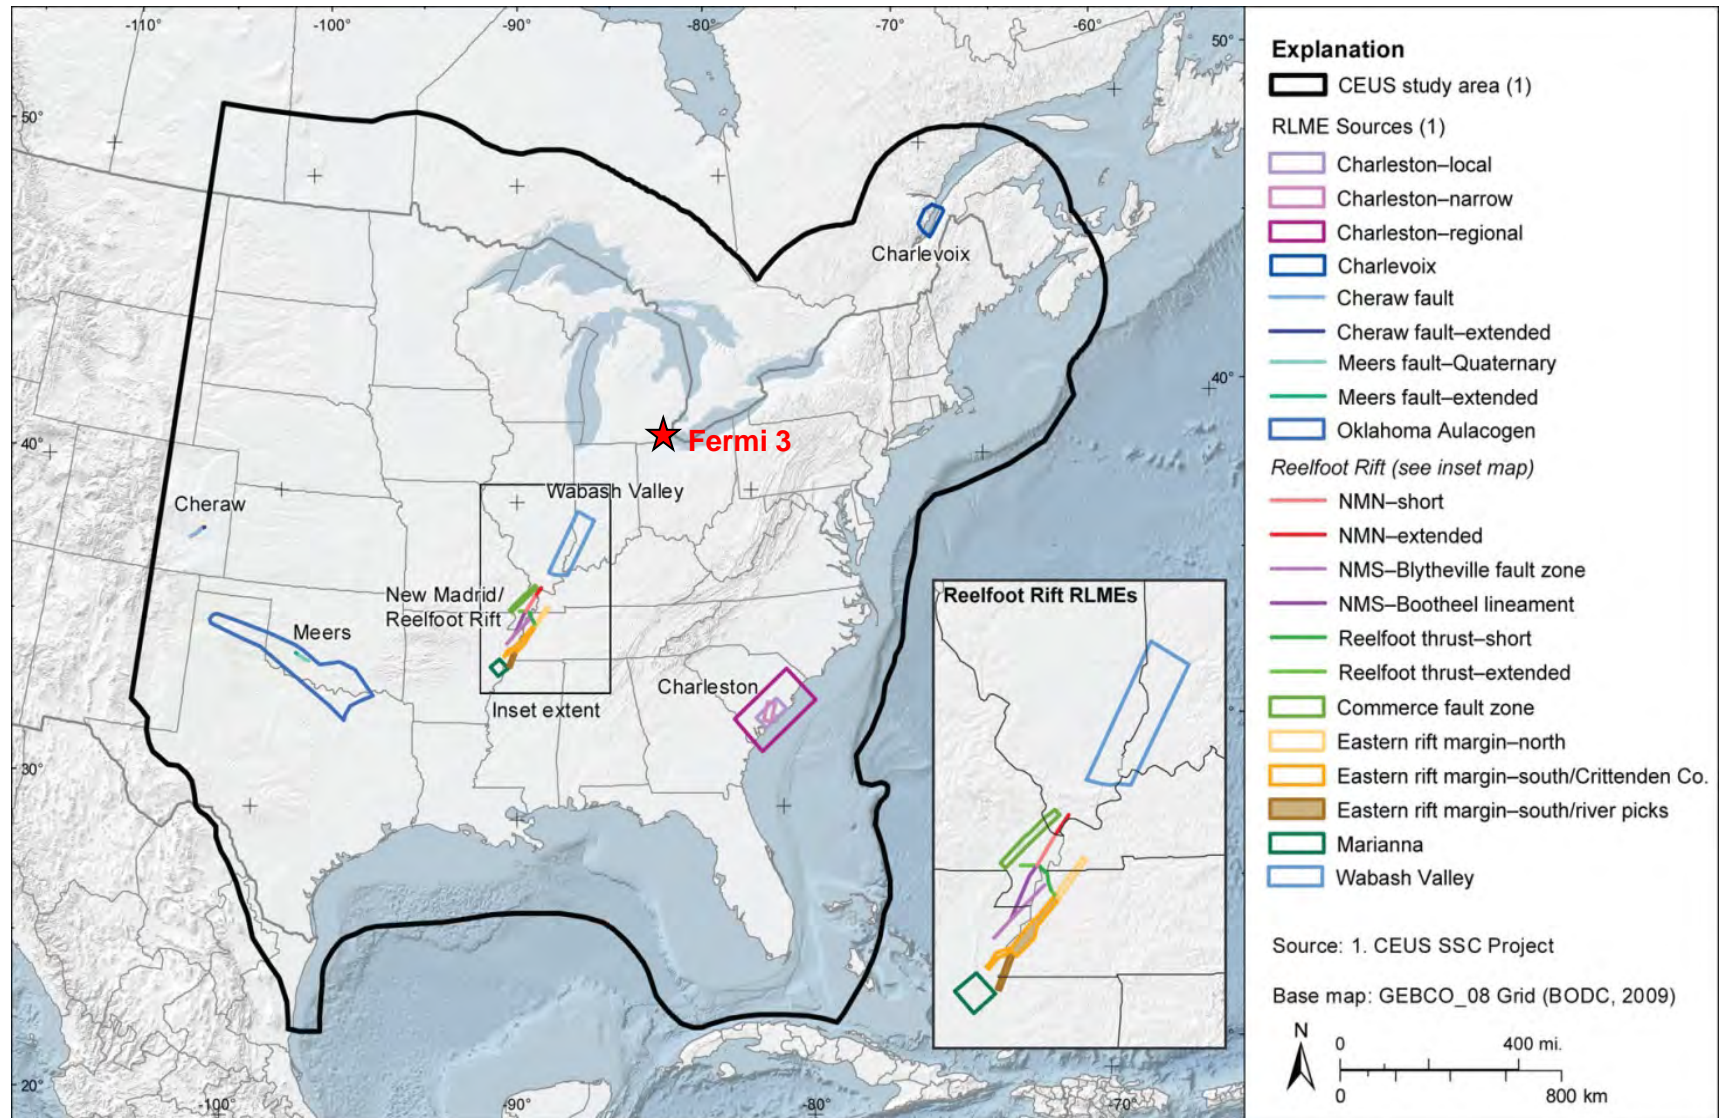 -110°
-100°
-90°
-80°
-70°
-60°
50°
50°
40°
40°
30°
20°
-100°
-90°
-80°
-70°
Charlevoix
Fermi 3
Wabash Valley
Cheraw
New Madrid/
Reelfoot Rift
Meers
Charleston
Inset extent
Reelfoot Rift RLMEs
Explanation
CEUS study area (1)
RLME Sources (1)
Charleston–local
Charleston–narrow
Charleston–regional
Charlevoix
Cheraw fault
Cheraw fault–extended
Meers fault–Quaternary
Meers fault–extended
Oklahoma Aulacogen
Reelfoot Rift (see inset map)
NMN–short
NMN–extended
NMS–Blytheville fault zone
NMS–Bootheel lineament
Reelfoot thrust–short
Reelfoot thrust–extended
Commerce fault zone
Eastern rift margin–north
Eastern rift margin–south/Crittenden Co.
Eastern rift margin–south/river picks
Marianna
Wabash Valley
Source: 1. CEUS SSC Project
Base map: GEBCO_08 Grid (BODC, 2009)
N
0 400 mi.
0 800 km